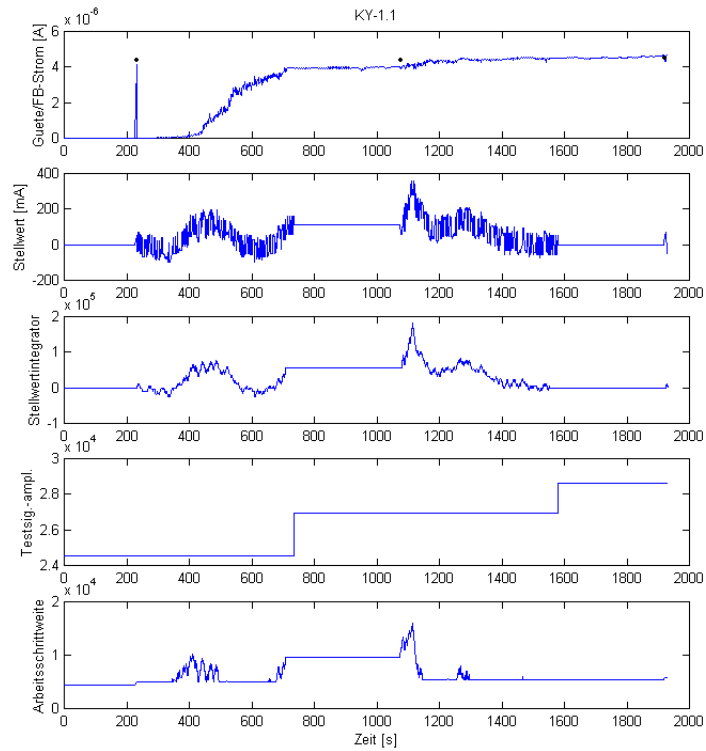 KY-1.1
x 10^-6
Guete/FB-Strom [A]
6
4
2
0
0 200 400 600 800 1000 1200 1400 1600 1800 2000
Stellwert [mA]
400
200
0
-200
0 200 400 600 800 1000 1200 1400 1600 1800 2000
x 10^5
Stellwertintegrator
2
1
0
-1
0 200 400 600 800 1000 1200 1400 1600 1800 2000
x 10^4
Testsig.-ampl.
3
2.8
2.6
2.4
0 200 400 600 800 1000 1200 1400 1600 1800 2000
x 10^4
Arbeitsschrittweite
2
1
0
0 200 400 600 800 1000 1200 1400 1600 1800 2000
Zeit [s]